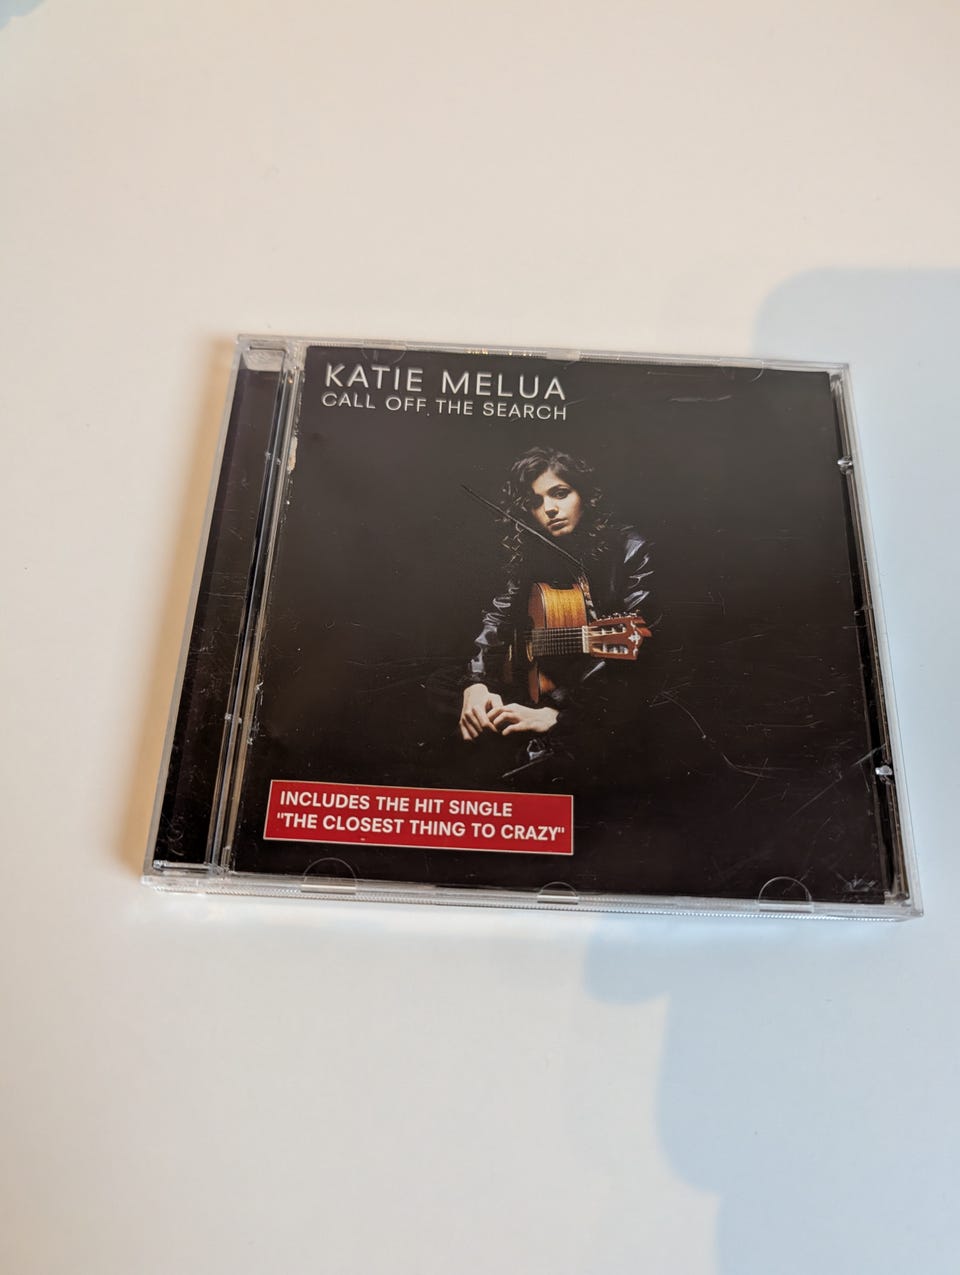 KATIE MELUA
CALL OFF THE SEARCH
INCLUDES THE HIT SINGLE
"THE CLOSEST THING TO CRAZY"